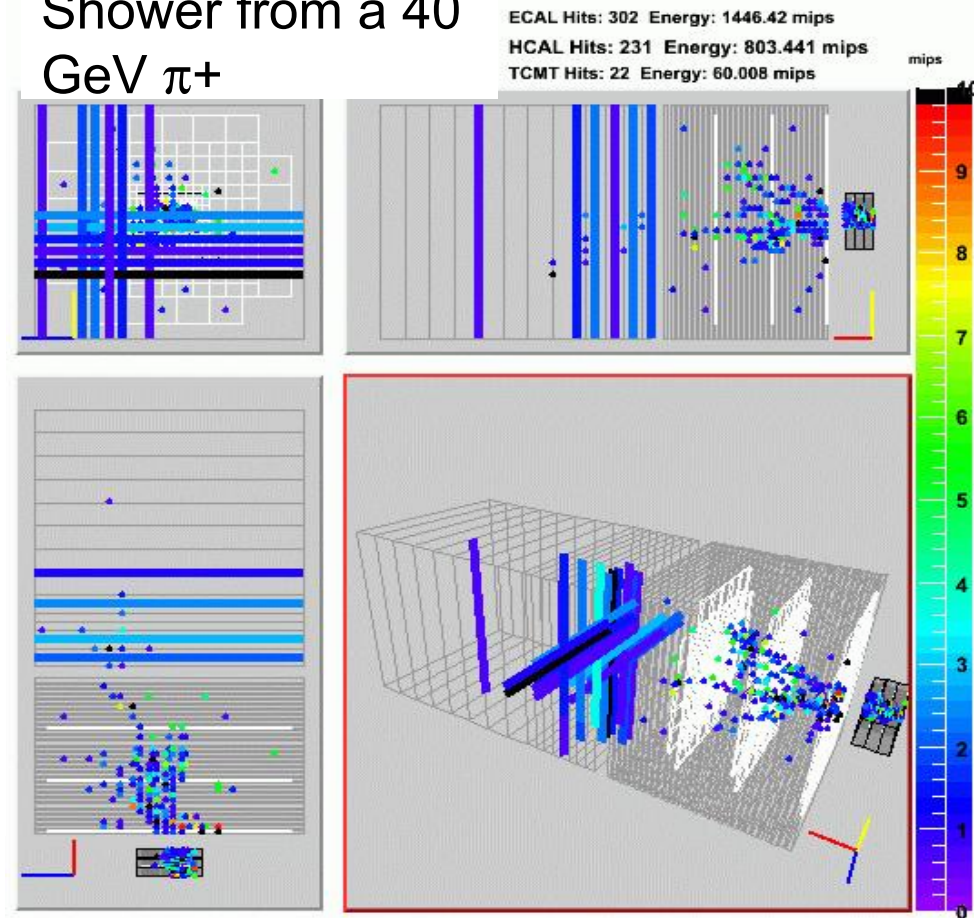 Shower from a 40
GeV π+
ECAL Hits: 302 Energy: 1446.42 mips
HCAL Hits: 231 Energy: 803.441 mips
TCMT Hits: 22 Energy: 60.008 mips
mips
10
9
8
7
6
5
4
3
2
1
0